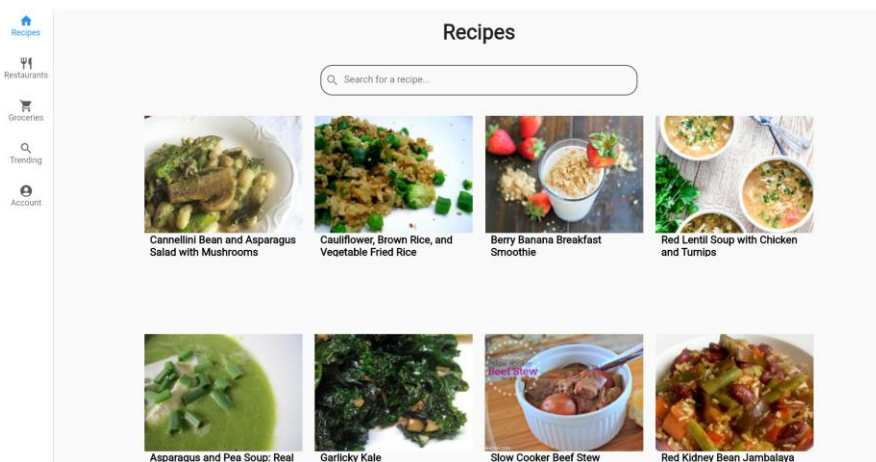 Recipes
Recipes
Restaurants
Groceries
Trending
Account
Search for a recipe...
Cannellini Bean and Asparagus
Salad with Mushrooms
Cauliflower, Brown Rice, and
Vegetable Fried Rice
Berry Banana Breakfast
Smoothie
Red Lentil Soup with Chicken
and Turnips
slow cooker
Beef Stew
Asparagus and Pea Soup: Real
Garlicky Kale
Slow Cooker Beef Stew
Red Kidney Bean Jambalaya